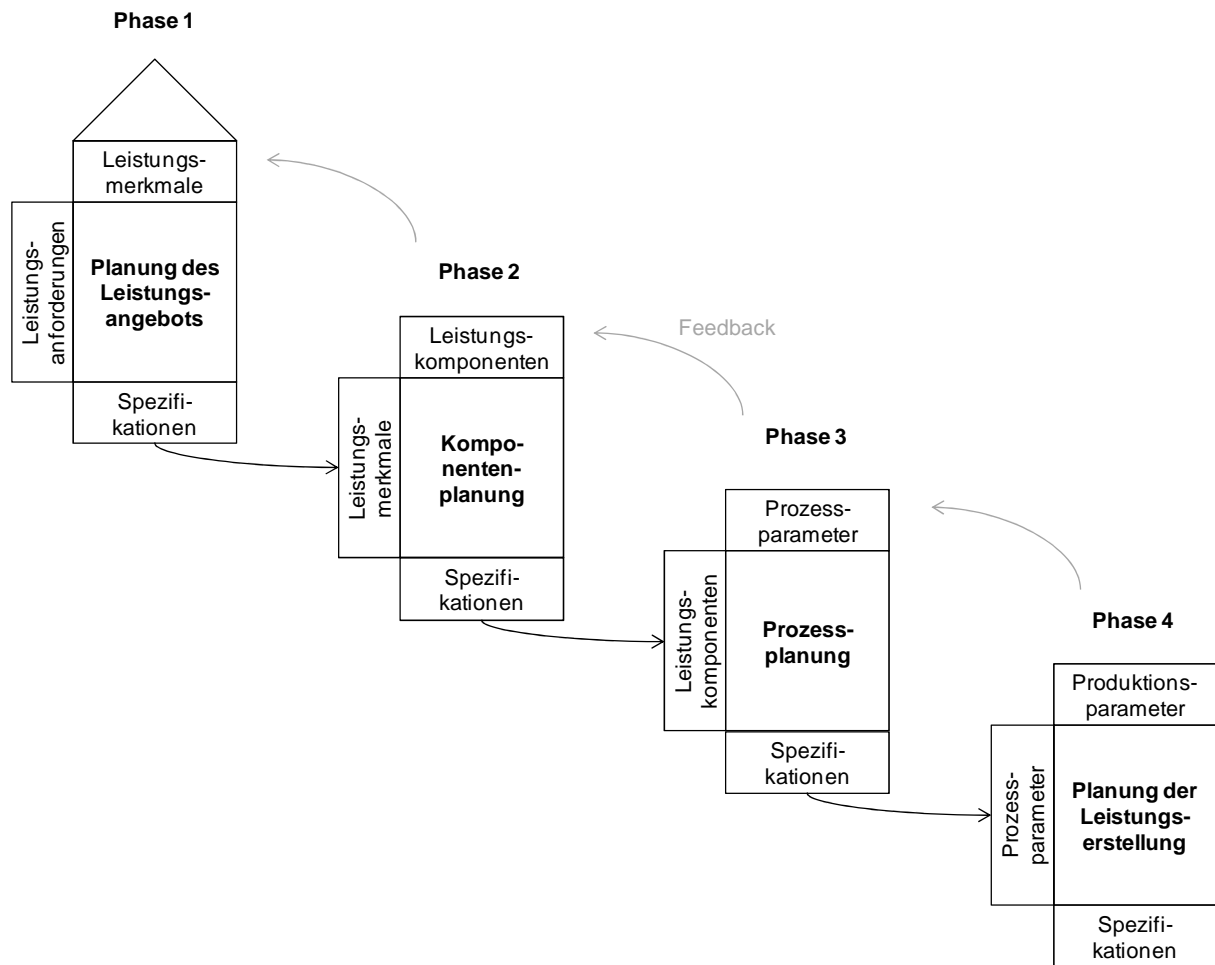 Phase 1
Leistungs-
merkmale
Leistungs-
anforderungen
Planung des
Leistungs-
angebots
Spezifi-
kationen
Phase 2
Leistungs-
komponenten
Leistungs-
merkmale
Kompo-
nenten-
planung
Spezifi-
kationen
Feedback
Phase 3
Prozess-
parameter
Leistungs-
komponenten
Prozess-
planung
Spezifi-
kationen
Phase 4
Produktions-
parameter
Prozess-
parameter
Planung der
Leistungs-
erstellung
Spezifi-
kationen